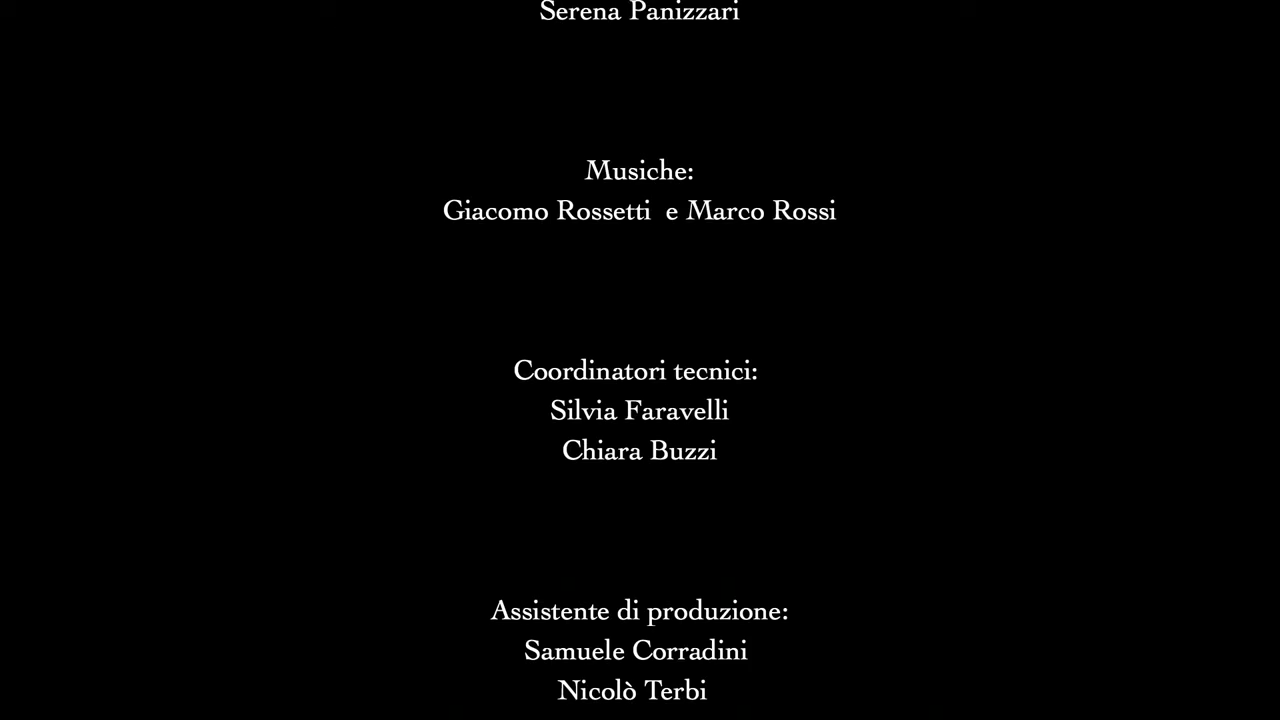 Serena Panizzari
Musiche:
Giacomo Rossetti  e Marco Rossi
Coordinatori tecnici:
Silvia Faravelli
Chiara Buzzi
Assistente di produzione:
Samuele Corradini
Nicolò Terbi